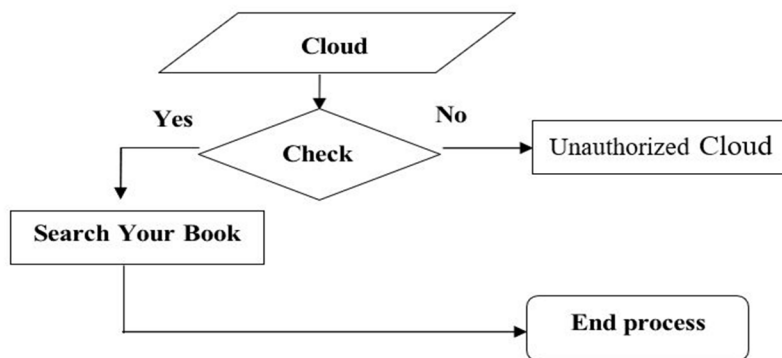 Cloud
Yes
No
Check
Unauthorized Cloud
Search Your Book
End process